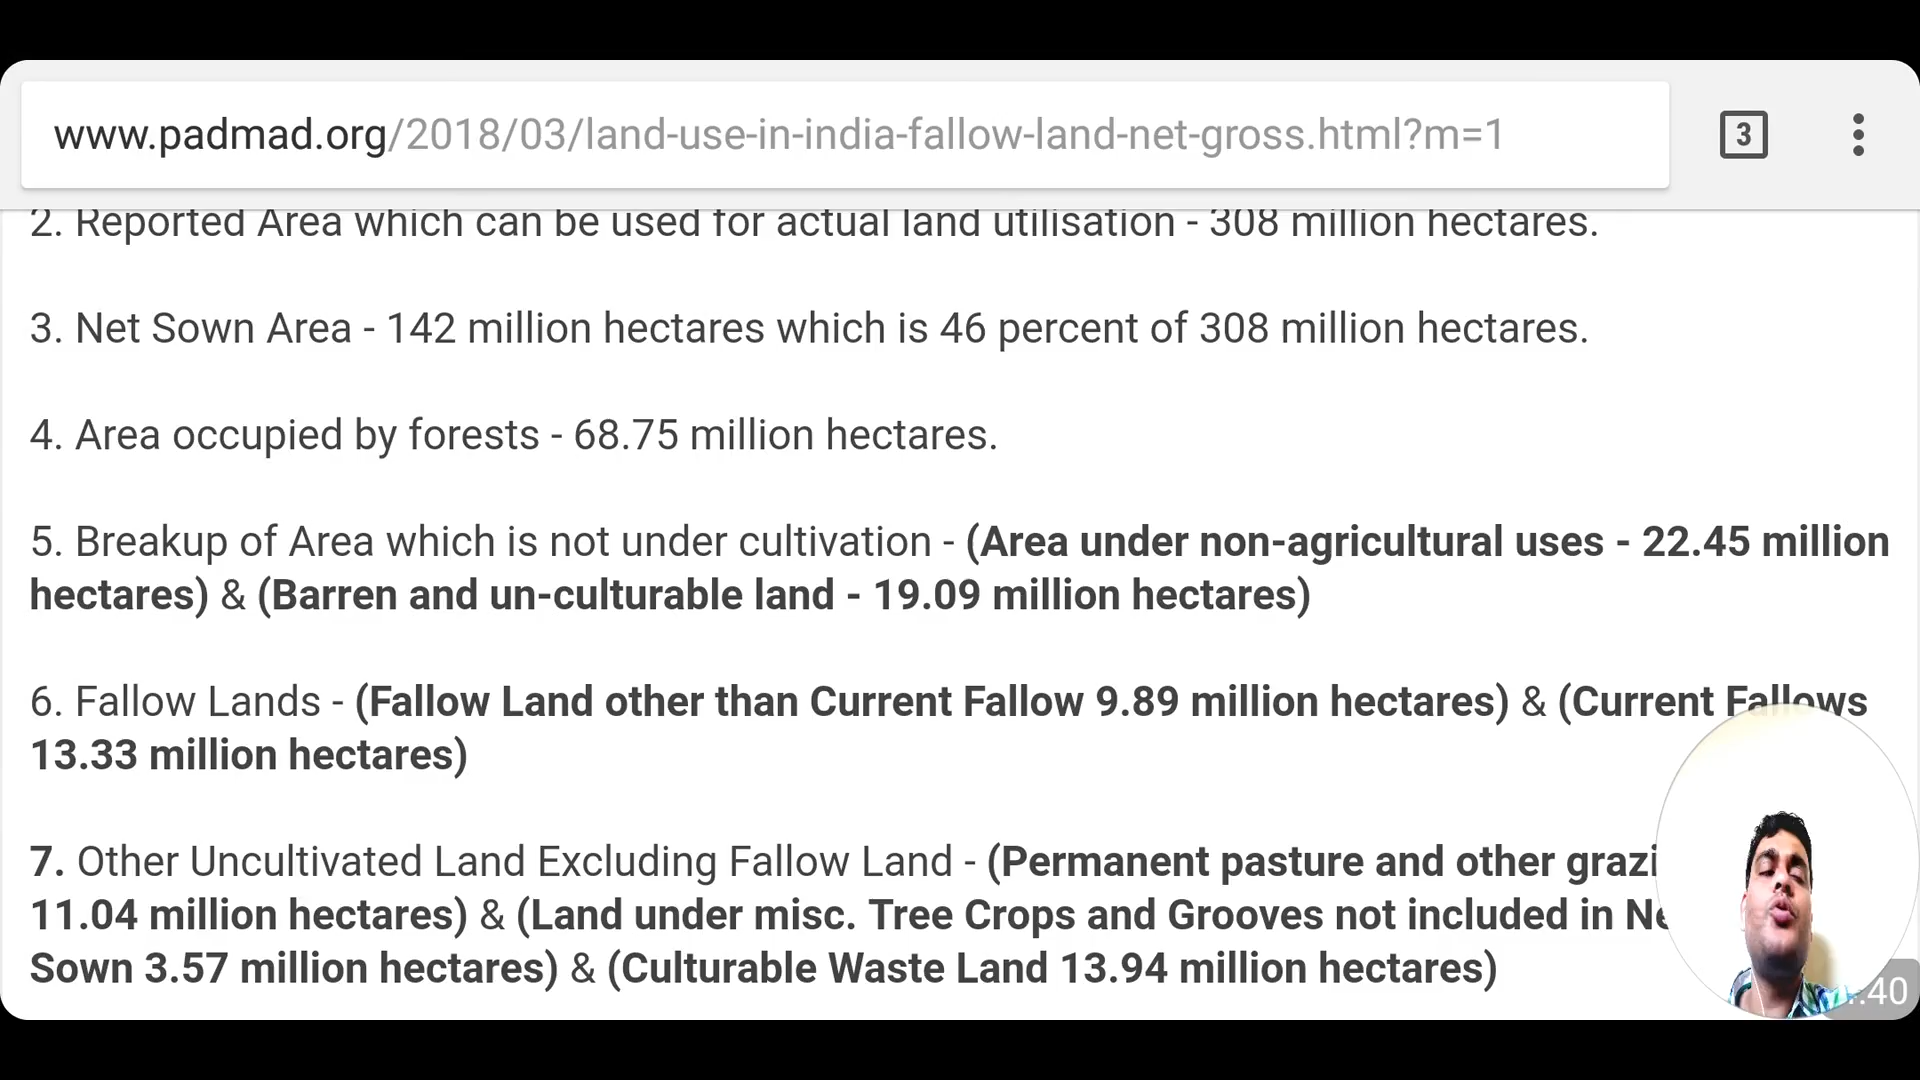 www.padmad.org/2018/03/land-use-in-india-fallow-land-net-gross.html?m=1
3
2. Reported Area which can be used for actual land utilisation - 308 million hectares.
3. Net Sown Area - 142 million hectares which is 46 percent of 308 million hectares.
4. Area occupied by forests - 68.75 million hectares.
5. Breakup of Area which is not under cultivation - (Area under non-agricultural uses - 22.45 million
hectares) & (Barren and un-culturable land - 19.09 million hectares)
6. Fallow Lands - (Fallow Land other than Current Fallow 9.89 million hectares) & (Current Fallows
13.33 million hectares)
7. Other Uncultivated Land Excluding Fallow Land - (Permanent pasture and other grazi
11.04 million hectares) & (Land under misc. Tree Crops and Grooves not included in Ne
Sown 3.57 million hectares) & (Culturable Waste Land 13.94 million hectares)
:40